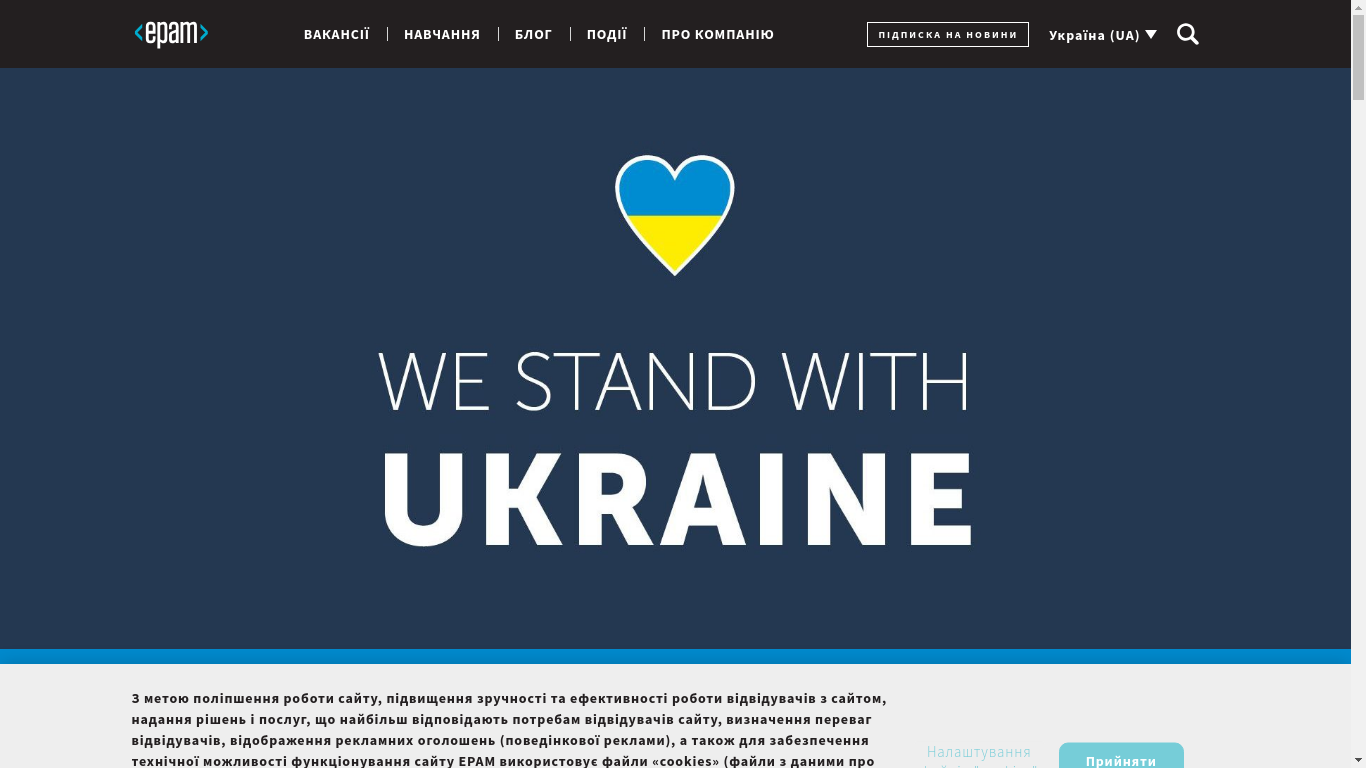 <epam>
ВАКАНСІЇ
НАВЧАННЯ
БЛОГ
ПОДІЇ
ПРО КОМПАНІЮ
ПІДПИСКА НА НОВИНИ
Україна (UA)
WE STAND WITH
UKRAINE
З метою поліпшення роботи сайту, підвищення зручності та ефективності роботи відвідувачів з сайтом,
надання рішень і послуг, що найбільш відповідають потребам відвідувачів сайту, визначення переваг
відвідувачів, відображення рекламних оголошень (поведінкової реклами), а також для забезпечення
технічної можливості функціонування сайту EPAM використовує файли «cookies» (файли з даними про
Налаштування
Прийняти